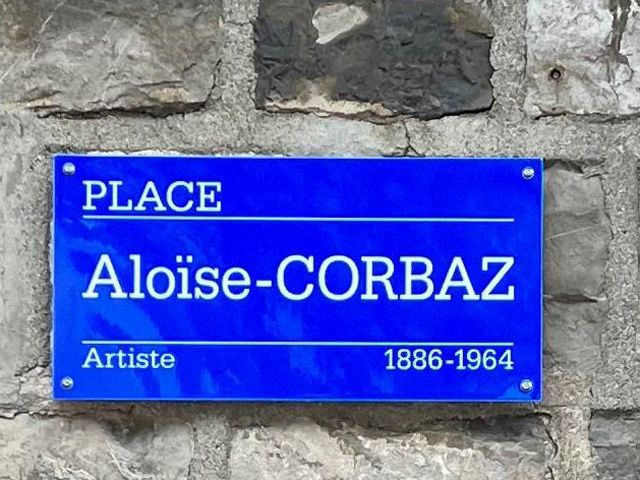 PLACE
Aloïse-CORBAZ
Artiste 1886-1964